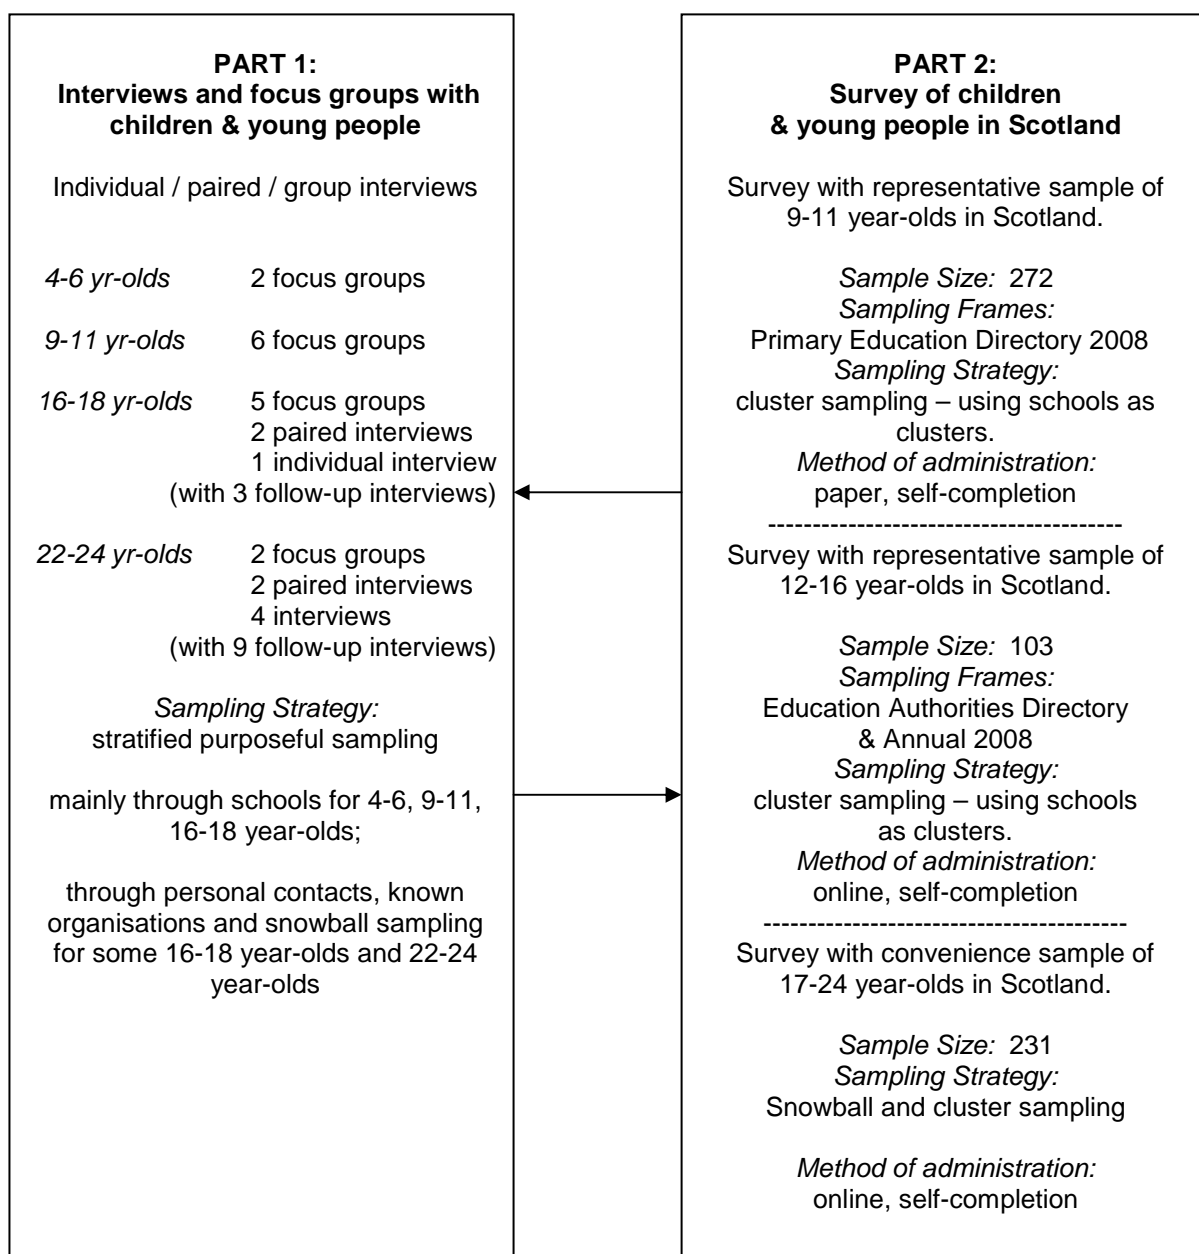 PART 1:
Interviews and focus groups with
children & young people
Individual / paired / group interviews
4-6 yr-olds 2 focus groups
9-11 yr-olds 6 focus groups
16-18 yr-olds 5 focus groups
2 paired interviews
1 individual interview
(with 3 follow-up interviews)
22-24 yr-olds 2 focus groups
2 paired interviews
4 interviews
(with 9 follow-up interviews)
Sampling Strategy:
stratified purposeful sampling
mainly through schools for 4-6, 9-11,
16-18 year-olds;
through personal contacts, known
organisations and snowball sampling
for some 16-18 year-olds and 22-24
year-olds
PART 2:
Survey of children
& young people in Scotland
Survey with representative sample of
9-11 year-olds in Scotland.
Sample Size: 272
Sampling Frames:
Primary Education Directory 2008
Sampling Strategy:
cluster sampling – using schools as
clusters.
Method of administration:
paper, self-completion
----------------------------------------
Survey with representative sample of
12-16 year-olds in Scotland.
Sample Size: 103
Sampling Frames:
Education Authorities Directory
& Annual 2008
Sampling Strategy:
cluster sampling – using schools
as clusters.
Method of administration:
online, self-completion
-----------------------------------------
Survey with convenience sample of
17-24 year-olds in Scotland.
Sample Size: 231
Sampling Strategy:
Snowball and cluster sampling
Method of administration:
online, self-completion